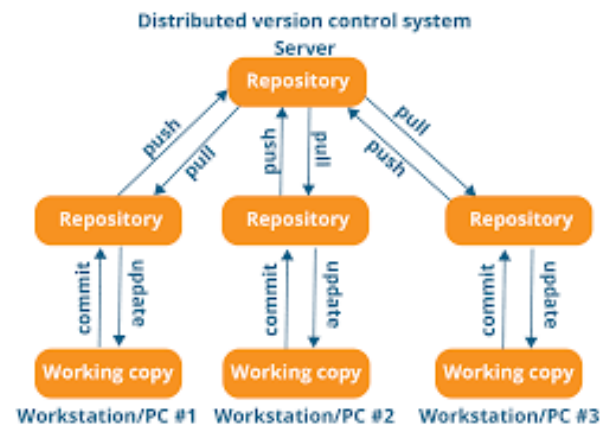 Distributed version control system
Server
Repository
push
pull
push
pull
push
pull
Repository
Repository
Repository
commit
update
commit
update
commit
update
Working copy
Working copy
Working copy
Workstation/PC #1
Workstation/PC #2
Workstation/PC #3